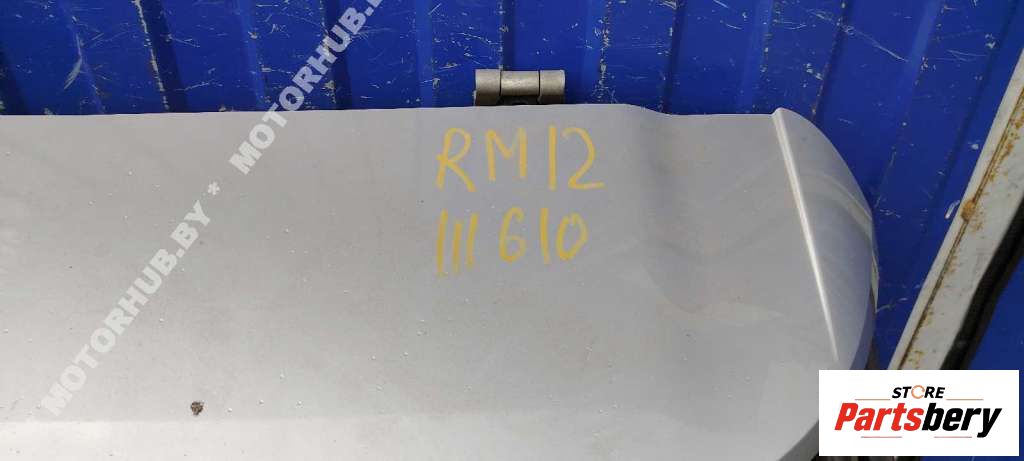 MOTORHUB.BY * MOTORHUB.BY
RM12
111610
STORE
Partsbery